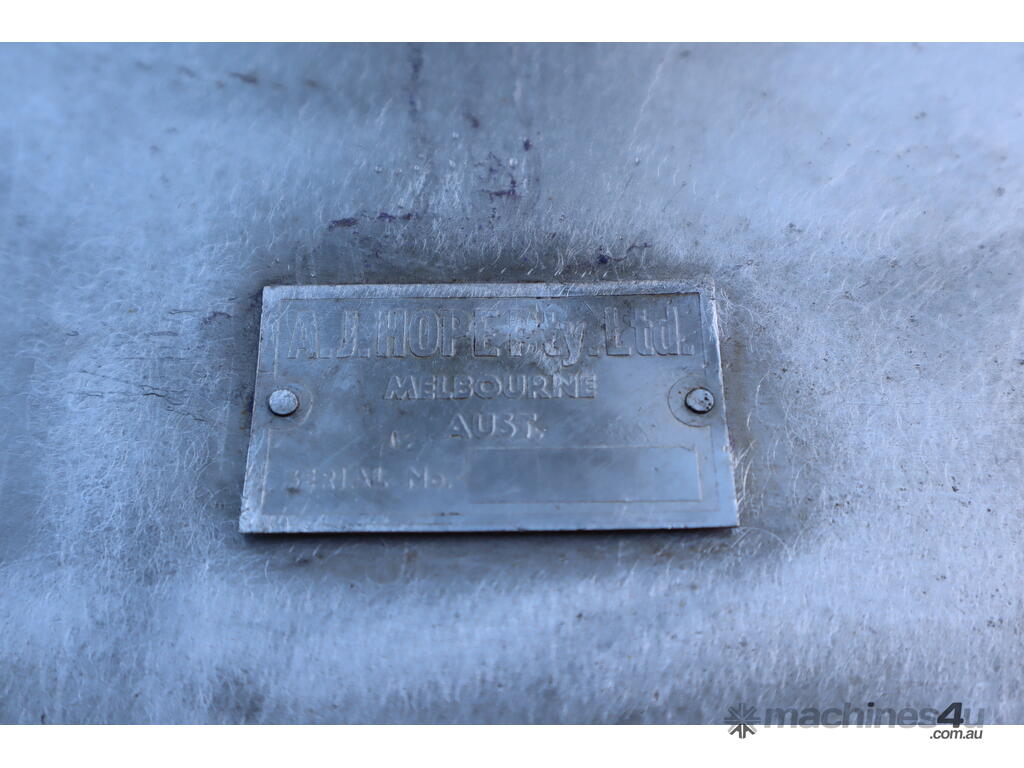 A.J.HOPE Pty.Ltd.
MELBOURNE
AUST.
SERIAL No.
machines4u
.com.au